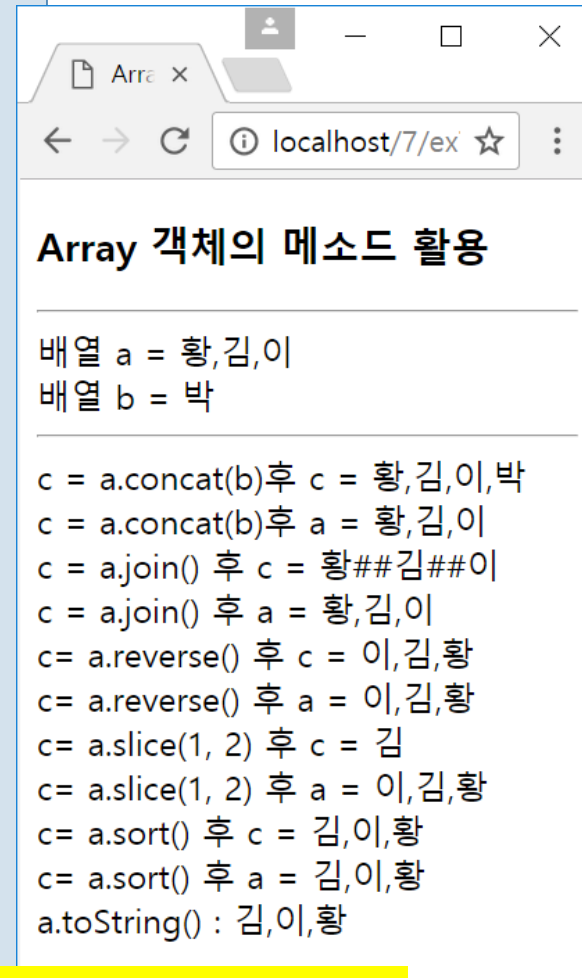 Arra
localhost/7/ex
Array 객체의 메소드 활용
배열 a = 황,김,이
배열 b = 박
c = a.concat(b)후 c = 황,김,이,박
c = a.concat(b)후 a = 황,김,이
c = a.join() 후 c = 황##김##이
c = a.join() 후 a = 황,김,이
c= a.reverse() 후 c = 이,김,황
c= a.reverse() 후 a = 이,김,황
c= a.slice(1, 2) 후 c = 김
c= a.slice(1, 2) 후 a = 이,김,황
c= a.sort() 후 c = 김,이,황
c= a.sort() 후 a = 김,이,황
a.toString() : 김,이,황